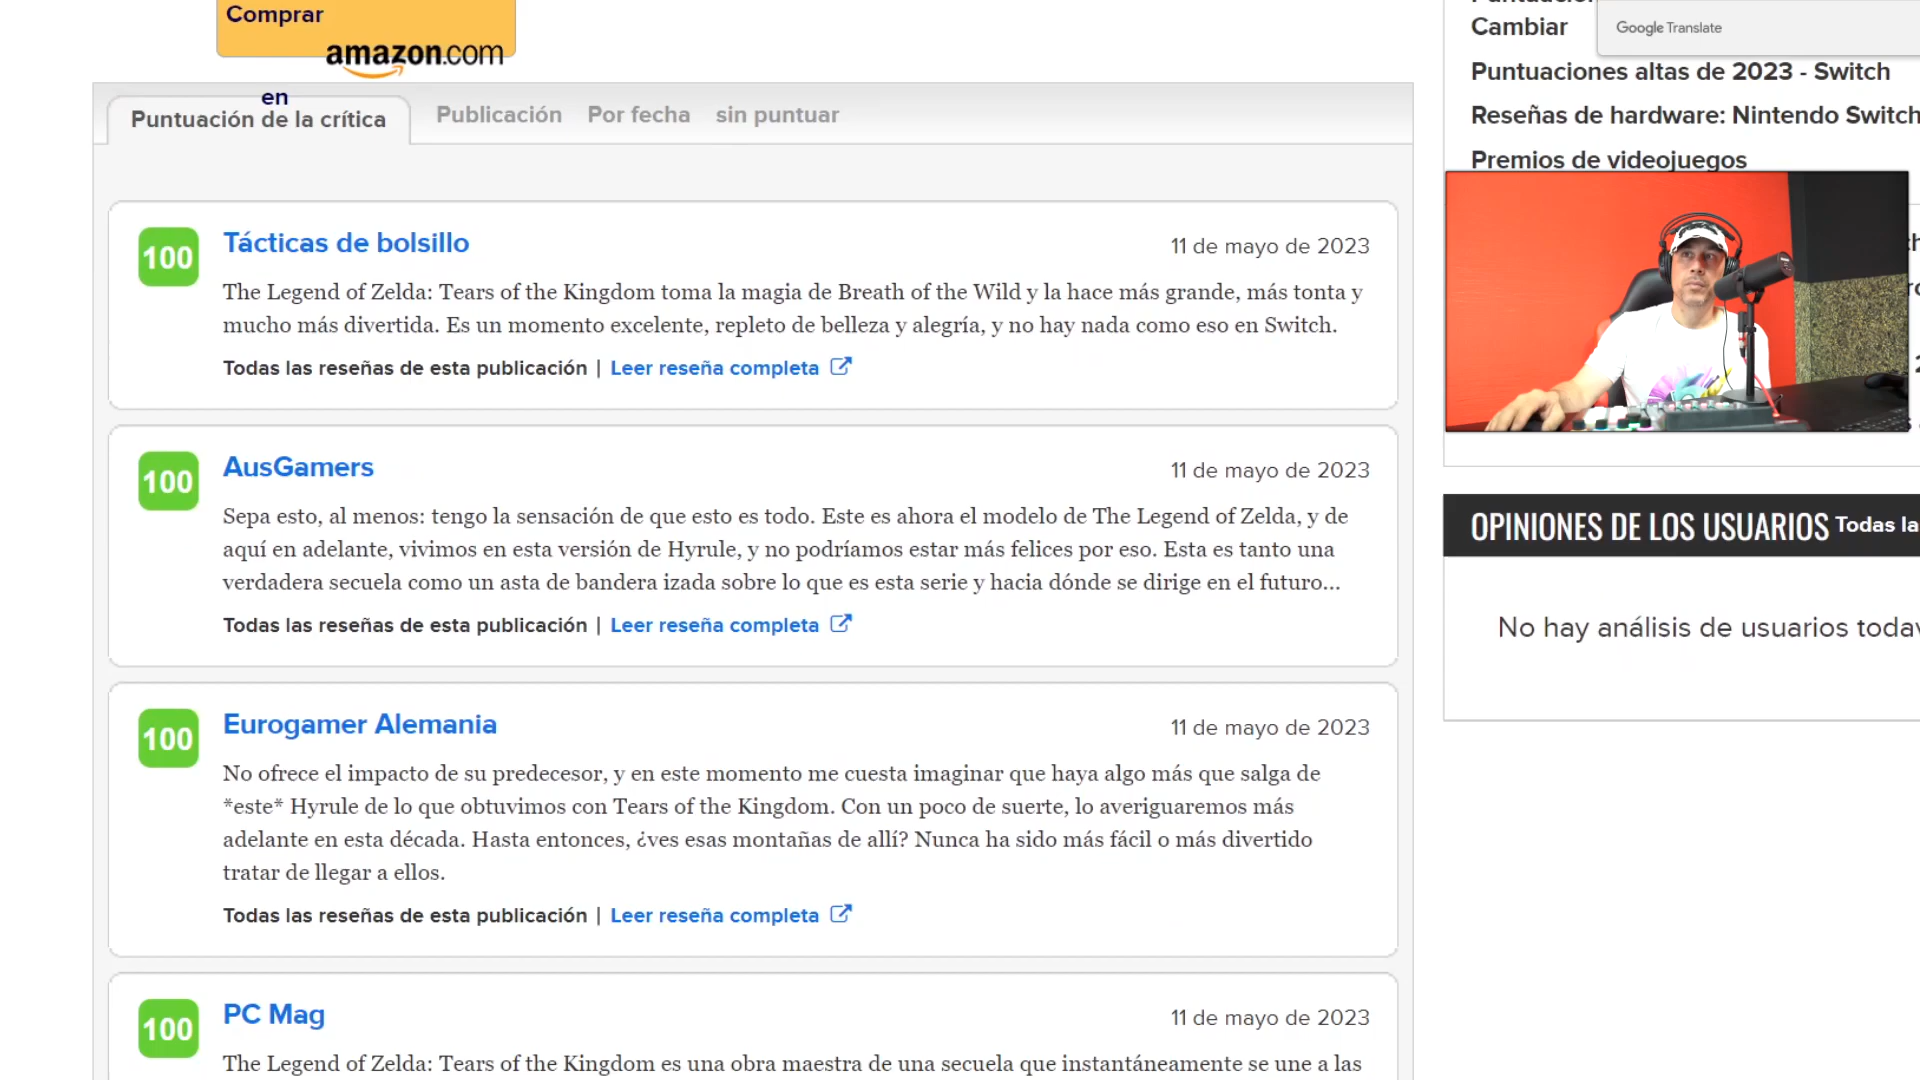 Comprar
amazon.com
en
Puntuación de la crítica
Publicación
Por fecha
sin puntuar
100
Tácticas de bolsillo
11 de mayo de 2023
The Legend of Zelda: Tears of the Kingdom toma la magia de Breath of the Wild y la hace más grande, más tonta y
mucho más divertida. Es un momento excelente, repleto de belleza y alegría, y no hay nada como eso en Switch.
Todas las reseñas de esta publicación | Leer reseña completa
100
AusGamers
11 de mayo de 2023
Sepa esto, al menos: tengo la sensación de que esto es todo. Este es ahora el modelo de The Legend of Zelda, y de
aquí en adelante, vivimos en esta versión de Hyrule, y no podríamos estar más felices por eso. Esta es tanto una
verdadera secuela como un asta de bandera izada sobre lo que es esta serie y hacia dónde se dirige en el futuro...
Todas las reseñas de esta publicación | Leer reseña completa
100
Eurogamer Alemania
11 de mayo de 2023
No ofrece el impacto de su predecesor, y en este momento me cuesta imaginar que haya algo más que salga de
*este* Hyrule de lo que obtuvimos con Tears of the Kingdom. Con un poco de suerte, lo averiguaremos más
adelante en esta década. Hasta entonces, ¿ves esas montañas de allí? Nunca ha sido más fácil o más divertido
tratar de llegar a ellos.
Todas las reseñas de esta publicación | Leer reseña completa
100
PC Mag
11 de mayo de 2023
The Legend of Zelda: Tears of the Kingdom es una obra maestra de una secuela que instantáneamente se une a las
Cambiar
Google Translate
Puntuaciones altas de 2023 - Switch
Reseñas de hardware: Nintendo Switch
Premios de videojuegos
OPINIONES DE LOS USUARIOS Todas la
No hay análisis de usuarios todav